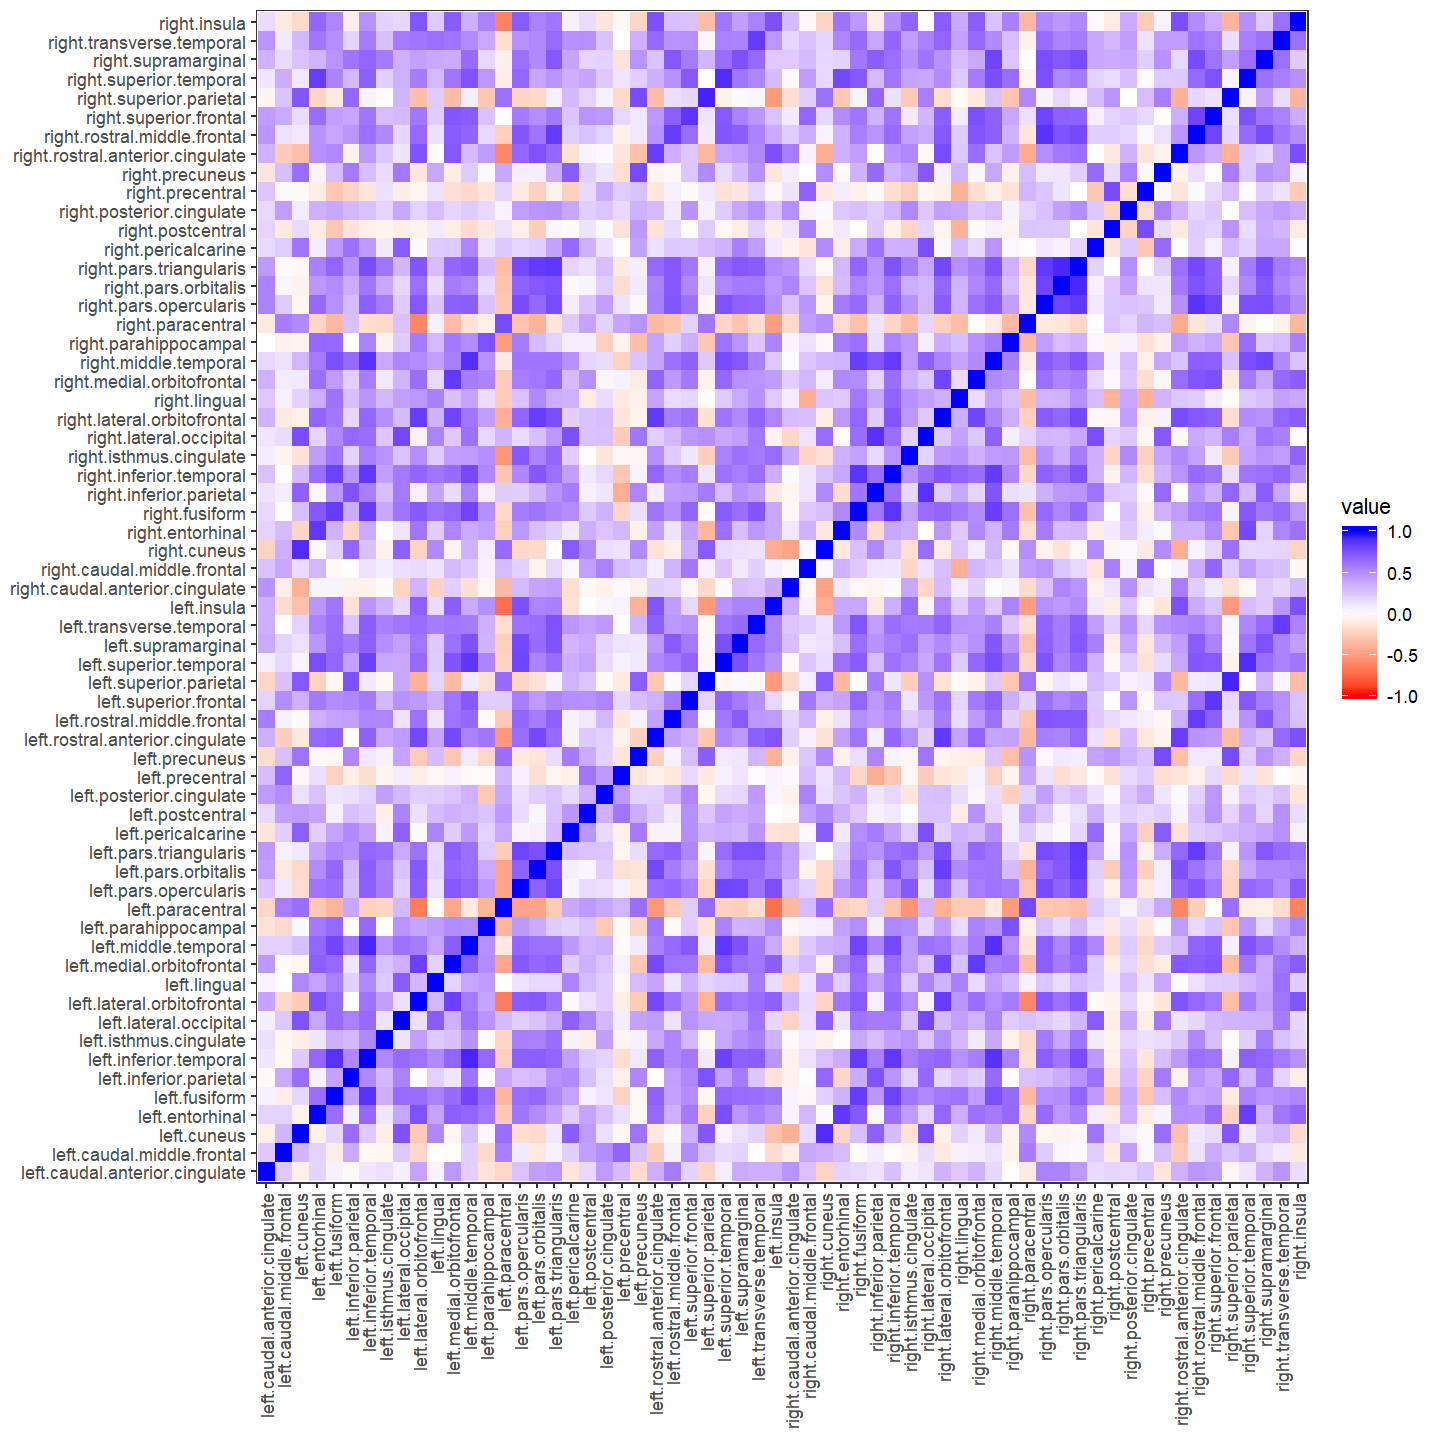 right.insula
right.transverse.temporal
right.supramarginal
right.superior.temporal
right.superior.parietal
right.superior.frontal
right.rostral.middle.frontal
right.rostral.anterior.cingulate
right.precuneus
right.precentral
right.posterior.cingulate
right.postcentral
right.pericalcarine
right.pars.triangularis
right.pars.orbitalis
right.pars.opercularis
right.paracentral
right.parahippocampal
right.middle.temporal
right.medial.orbitofrontal
right.lingual
right.lateral.orbitofrontal
right.lateral.occipital
right.isthmus.cingulate
right.inferior.temporal
right.inferior.parietal
right.fusiform
right.entorhinal
right.cuneus
right.caudal.middle.frontal
right.caudal.anterior.cingulate
left.insula
left.transverse.temporal
left.supramarginal
left.superior.temporal
left.superior.parietal
left.superior.frontal
left.rostral.middle.frontal
left.rostral.anterior.cingulate
left.precuneus
left.precentral
left.posterior.cingulate
left.postcentral
left.pericalcarine
left.pars.triangularis
left.pars.orbitalis
left.pars.opercularis
left.paracentral
left.parahippocampal
left.middle.temporal
left.medial.orbitofrontal
left.lingual
left.lateral.orbitofrontal
left.lateral.occipital
left.isthmus.cingulate
left.inferior.temporal
left.inferior.parietal
left.fusiform
left.entorhinal
left.cuneus
left.caudal.middle.frontal
left.caudal.anterior.cingulate
left.caudal.anterior.cingulate
left.caudal.middle.frontal
left.cuneus
left.entorhinal
left.fusiform
left.inferior.parietal
left.inferior.temporal
left.isthmus.cingulate
left.lateral.occipital
left.lateral.orbitofrontal
left.lingual
left.medial.orbitofrontal
left.middle.temporal
left.parahippocampal
left.paracentral
left.pars.opercularis
left.pars.orbitalis
left.pars.triangularis
left.pericalcarine
left.postcentral
left.posterior.cingulate
left.precentral
left.precuneus
left.rostral.anterior.cingulate
left.rostral.middle.frontal
left.superior.frontal
left.superior.parietal
left.superior.temporal
left.supramarginal
left.transverse.temporal
left.insula
right.caudal.anterior.cingulate
right.caudal.middle.frontal
right.cuneus
right.entorhinal
right.fusiform
right.inferior.parietal
right.inferior.temporal
right.isthmus.cingulate
right.lateral.occipital
right.lateral.orbitofrontal
right.lingual
right.medial.orbitofrontal
right.middle.temporal
right.parahippocampal
right.paracentral
right.pars.opercularis
right.pars.orbitalis
right.pars.triangularis
right.pericalcarine
right.postcentral
right.posterior.cingulate
right.precentral
right.precuneus
right.rostral.anterior.cingulate
right.rostral.middle.frontal
right.superior.frontal
right.superior.parietal
right.superior.temporal
right.supramarginal
right.transverse.temporal
right.insula
value
1.0
0.5
0.0
-0.5
-1.0